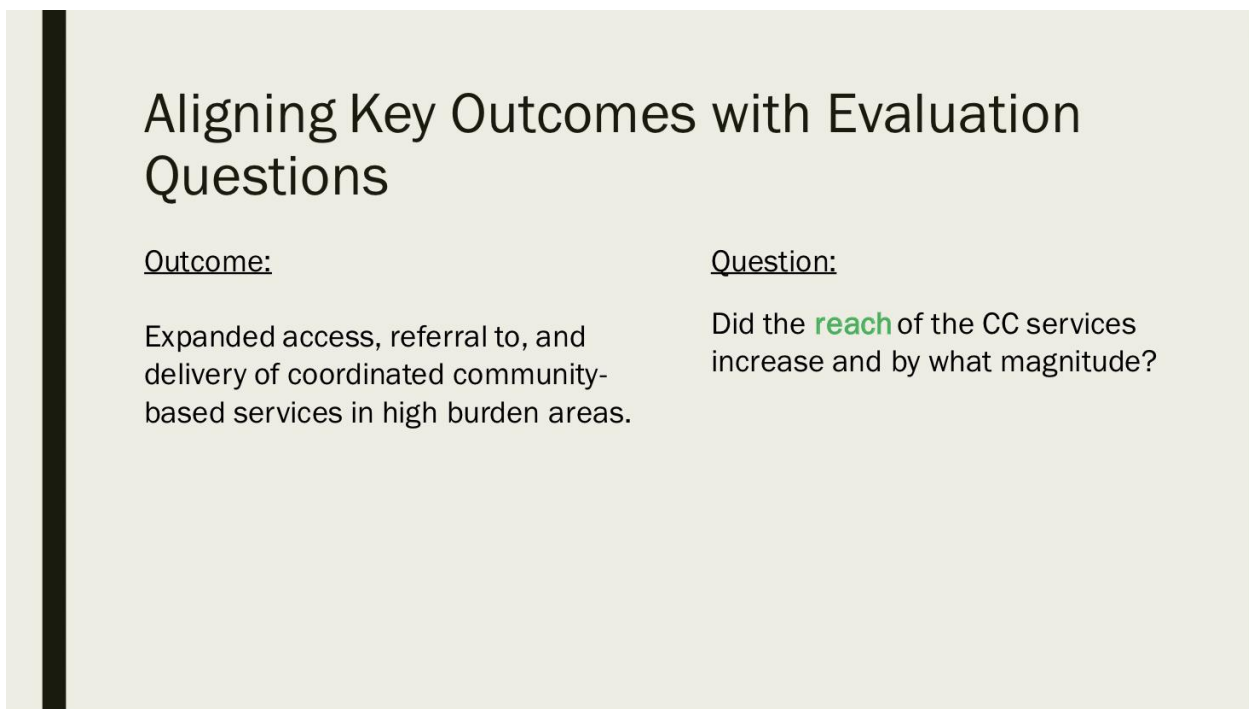 Aligning Key Outcomes with Evaluation
Questions
Outcome:
Expanded access, referral to, and
delivery of coordinated community-
based services in high burden areas.
Question:
Did the reach of the CC services
increase and by what magnitude?